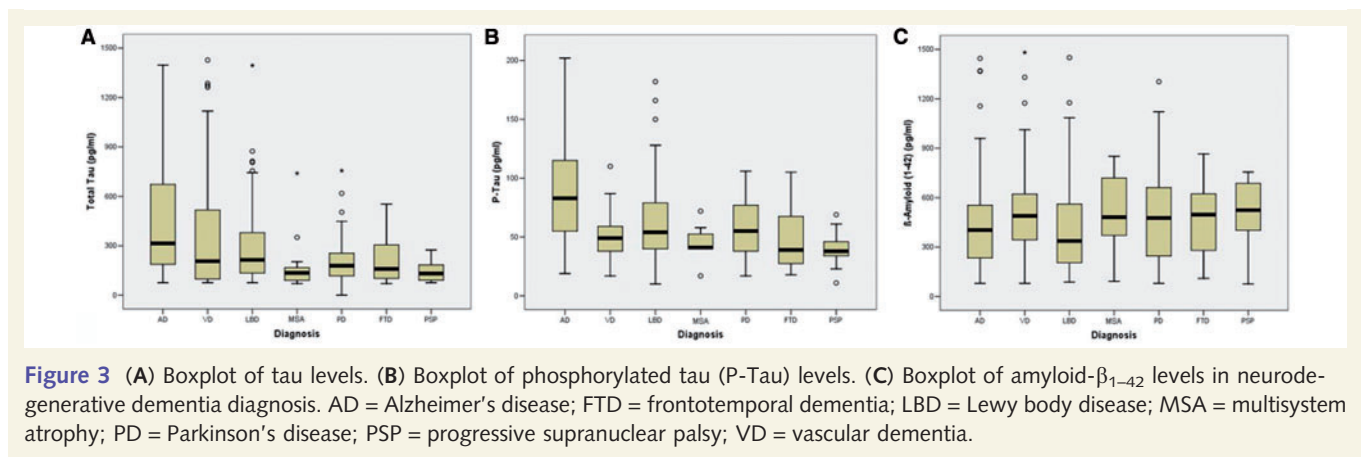 A
1500
1200
900
600
300
0
Total Tau (pg/ml)
AD VD LBD MSA PD FTD PSP
Diagnosis
B
200
150
100
50
0
P-Tau (pg/ml)
AD VD LBD MSA PD FTD PSP
Diagnosis
C
1500
1200
900
600
300
0
ß-Amyloid (1-42) (pg/ml)
AD VD LBD MSA PD FTD PSP
Diagnosis
Figure 3 (A) Boxplot of tau levels. (B) Boxplot of phosphorylated tau (P-Tau) levels. (C) Boxplot of amyloid-β1–42 levels in neurode-
generative dementia diagnosis. AD = Alzheimer's disease; FTD = frontotemporal dementia; LBD = Lewy body disease; MSA = multisystem
atrophy; PD = Parkinson's disease; PSP = progressive supranuclear palsy; VD = vascular dementia.